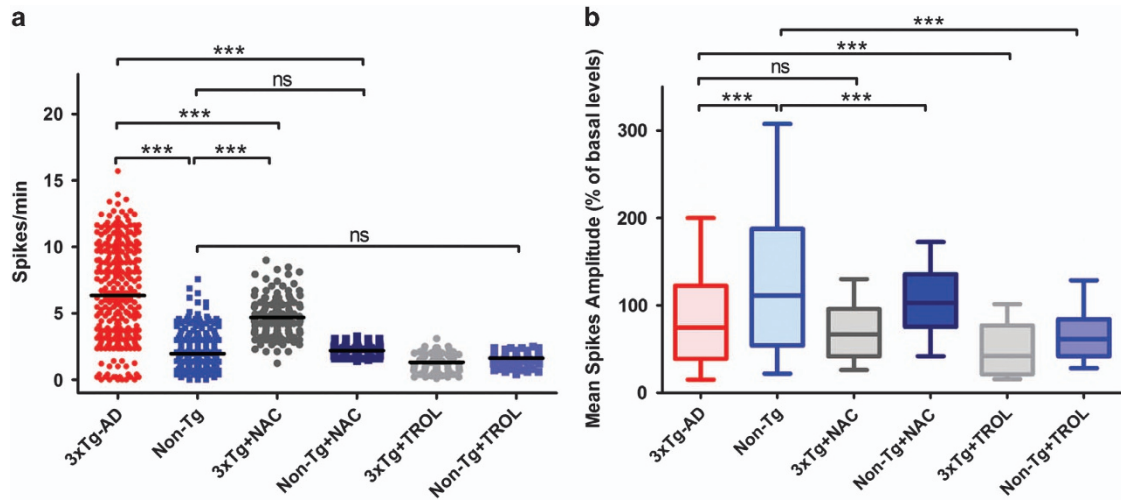 a
***
ns
***
*** ***
ns
Spikes/min
20
15
10
5
0
3xTg-AD
Non-Tg
3xTg+NAC
Non-Tg+NAC
3xTg+TROL
Non-Tg+TROL
b
***
***
ns
*** ***
Mean Spikes Amplitude (% of basal levels)
300
200
100
0
3xTg-AD
Non-Tg
3xTg+NAC
Non-Tg+NAC
3xTg+TROL
Non-Tg+TROL